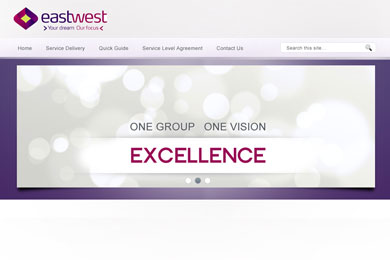 eastwest
Your dream. Our focus
Home Service Delivery Quick Guide Service Level Agreement Contact Us
Search this site...
ONE GROUP ONE VISION
EXCELLENCE